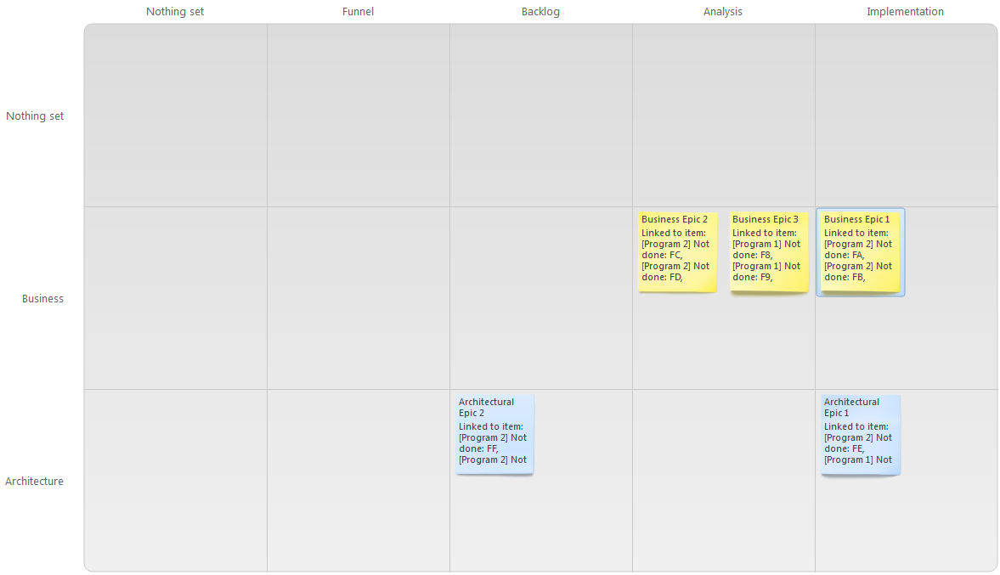 Nothing set
Funnel
Backlog
Analysis
Implementation
Nothing set
Business
Business Epic 2
Linked to item:
[Program 2] Not
done: FC,
[Program 2] Not
done: FD,
Business Epic 3
Linked to item:
[Program 1] Not
done: F8,
[Program 1] Not
done: F9,
Business Epic 1
Linked to item:
[Program 2] Not
done: FA,
[Program 2] Not
done: FB,
Architecture
Architectural
Epic 2
Linked to item:
[Program 2] Not
done: FF,
[Program 2] Not
Architectural
Epic 1
Linked to item:
[Program 2] Not
done: FE,
[Program 1] Not